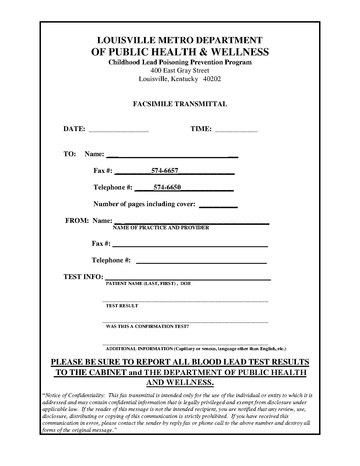 LOUISVILLE METRO DEPARTMENT
OF PUBLIC HEALTH & WELLNESS
Childhood Lead Poisoning Prevention Program
400 East Gray Street
Louisville, Kentucky 40202
FACSIMILE TRANSMITTAL
DATE: TIME:
TO: Name:
Fax #: 574-6657
Telephone #: 574-6650
Number of pages including cover:
FROM: Name:
NAME OF PRACTICE AND PROVIDER
Fax #:
Telephone #:
TEST INFO:
PATIENT NAME (LAST, FIRST) , DOB
TEST RESULT
WAS THIS A CONFIRMATION TEST?
ADDITIONAL INFORMATION (Capillary or venous, language other than English, etc.)
PLEASE BE SURE TO REPORT ALL BLOOD LEAD TEST RESULTS
TO THE CABINET and THE DEPARTMENT OF PUBLIC HEALTH
AND WELLNESS.
"Notice of Confidentiality: This fax transmittal is intended only for the use of the individual or entity to which it is
addressed and may contain confidential information that is legally privileged and exempt from disclosure under
applicable law. If the reader of this message is not the intended recipient, you are notified that any review, use,
disclosure, distributing or copying of this communication is strictly prohibited. If you have received this
communication in error, please contact the sender by reply fax or phone call to the above number and destroy all
forms of the original message."